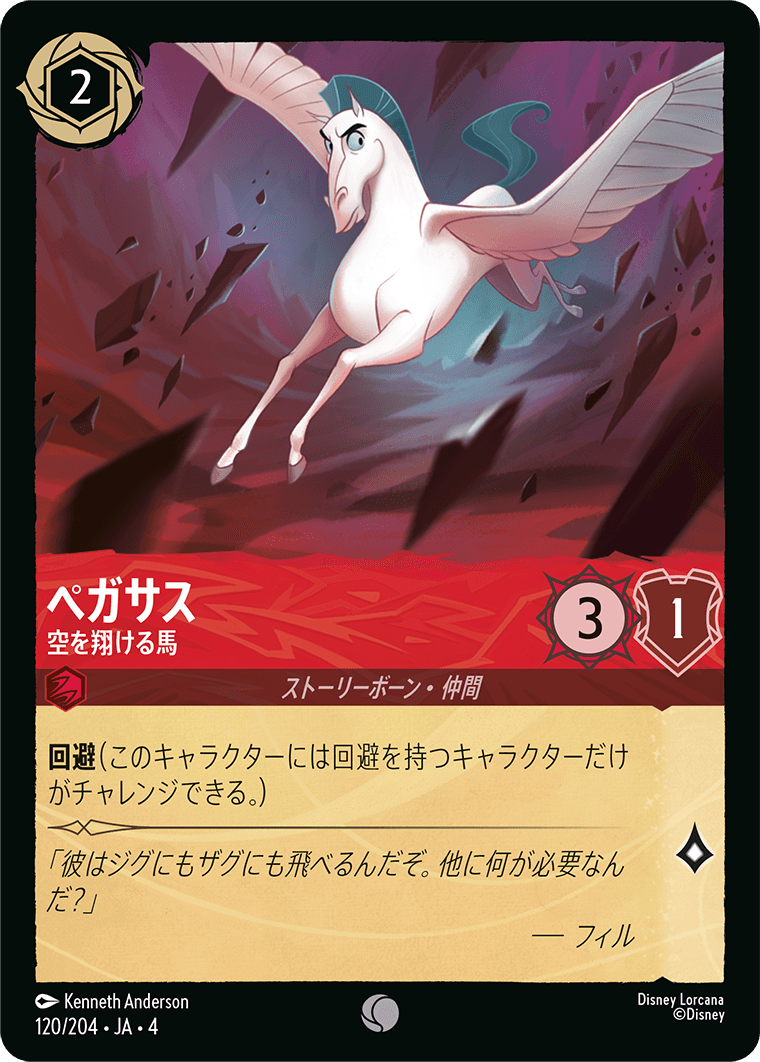 2
ペガサス
空を翔ける馬
3
1
ストーリーボーン・仲間
回避(このキャラクターには回避を持つキャラクターだけ
がチャレンジできる。)
「彼はジグにもザグにも飛べるんだぞ。他に何が必要なん
だ?」
— フィル
Kenneth Anderson
Disney Lorcana
120/204・JA・4
©Disney